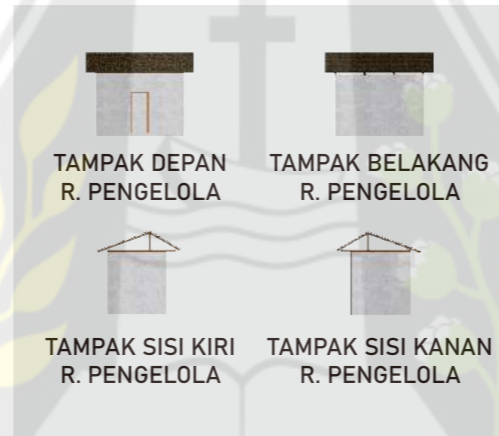 TAMPAK DEPAN
R. PENGELOLA
TAMPAK BELAKANG
R. PENGELOLA
TAMPAK SISI KIRI
R. PENGELOLA
TAMPAK SISI KANAN
R. PENGELOLA